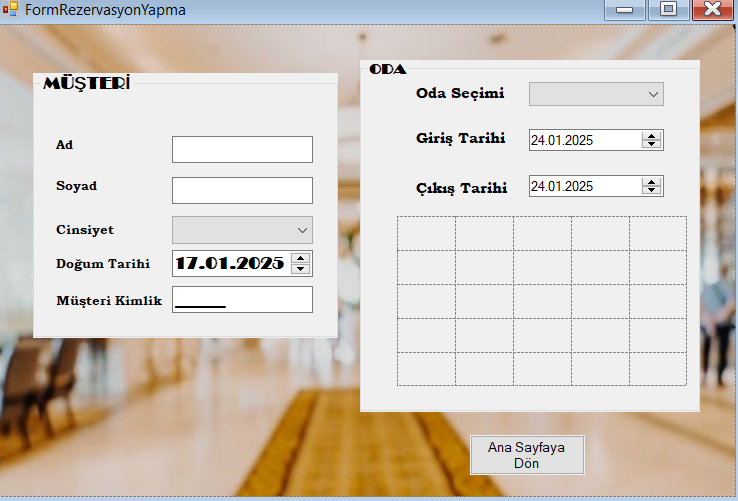 FormRezervasyonYapma
MÜŞTERİ
Ad
Soyad
Cinsiyet
Doğum Tarihi
17.01.2025
Müşteri Kimlik
ODA
Oda Seçimi
Giriş Tarihi
24.01.2025
Çıkış Tarihi
24.01.2025
Ana Sayfaya
Dön